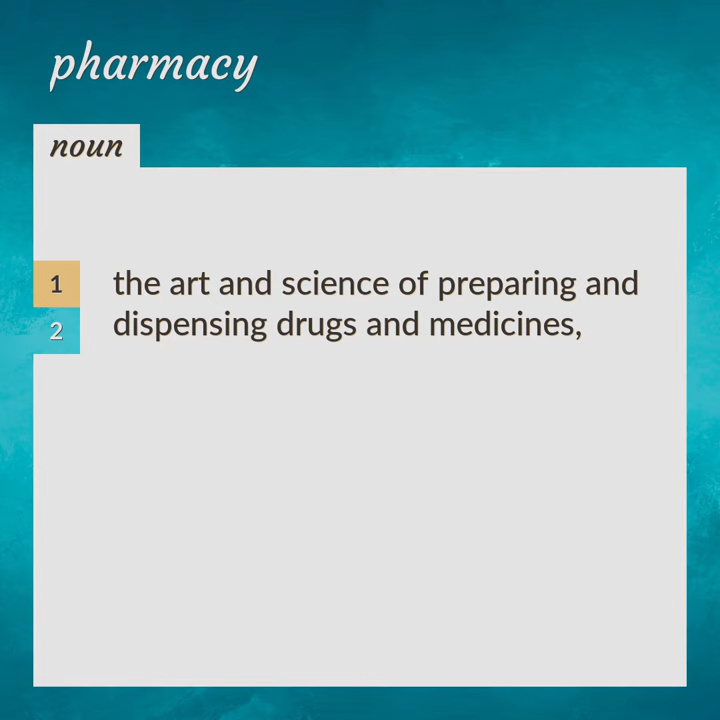 pharmacy
noun
1
the art and science of preparing and
2
dispensing drugs and medicines,